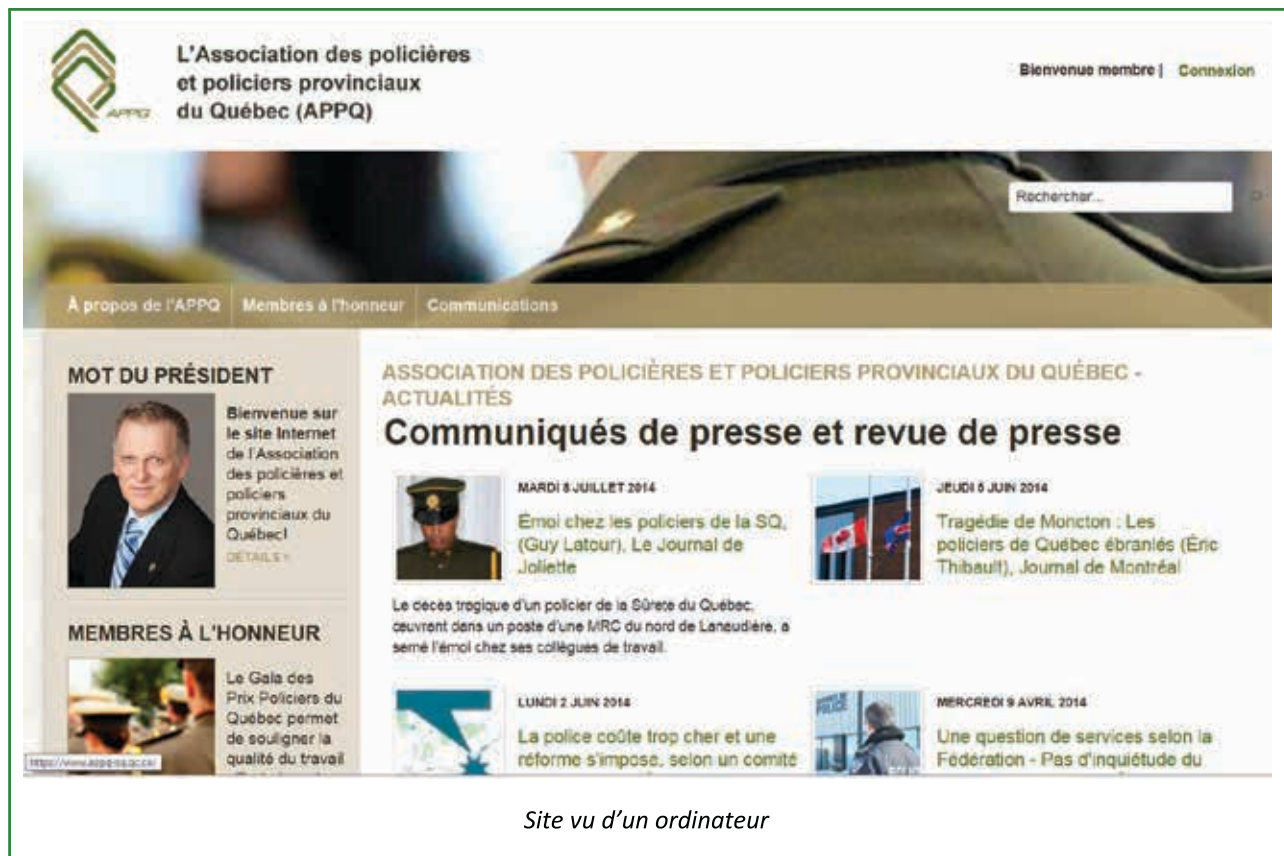 APPQ
L'Association des policières
et policiers provinciaux
du Québec (APPQ)
Bienvenue membre | Connexion
Rechercher...
À propos de l'APPQ
Membres à l'honneur
Communications
MOT DU PRÉSIDENT
Bienvenue sur
le site Internet
de l'Association
des policières et
policiers
provinciaux du
Québec!
DÉTAILS »
MEMBRES À L'HONNEUR
Le Gala des
Prix Policiers du
Québec permet
de souligner la
qualité du travail
ASSOCIATION DES POLICIÈRES ET POLICIERS PROVINCIAUX DU QUÉBEC -
ACTUALITÉS
Communiqués de presse et revue de presse
MARDI 8 JUILLET 2014
Émoi chez les policiers de la SQ,
(Guy Latour), Le Journal de
Joliette
Le décès tragique d'un policier de la Sûreté du Québec,
œuvrant dans un poste d'une MRC du nord de Lanaudière, a
semé l'émoi chez ses collègues de travail.
JEUDI 5 JUIN 2014
Tragédie de Moncton : Les
policiers de Québec ébranlés (Éric
Thibault), Journal de Montréal
LUNDI 2 JUIN 2014
La police coûte trop cher et une
réforme s'impose, selon un comité
POLICE
MERCREDI 9 AVRIL 2014
Une question de services selon la
Fédération - Pas d'inquiétude du
Site vu d'un ordinateur